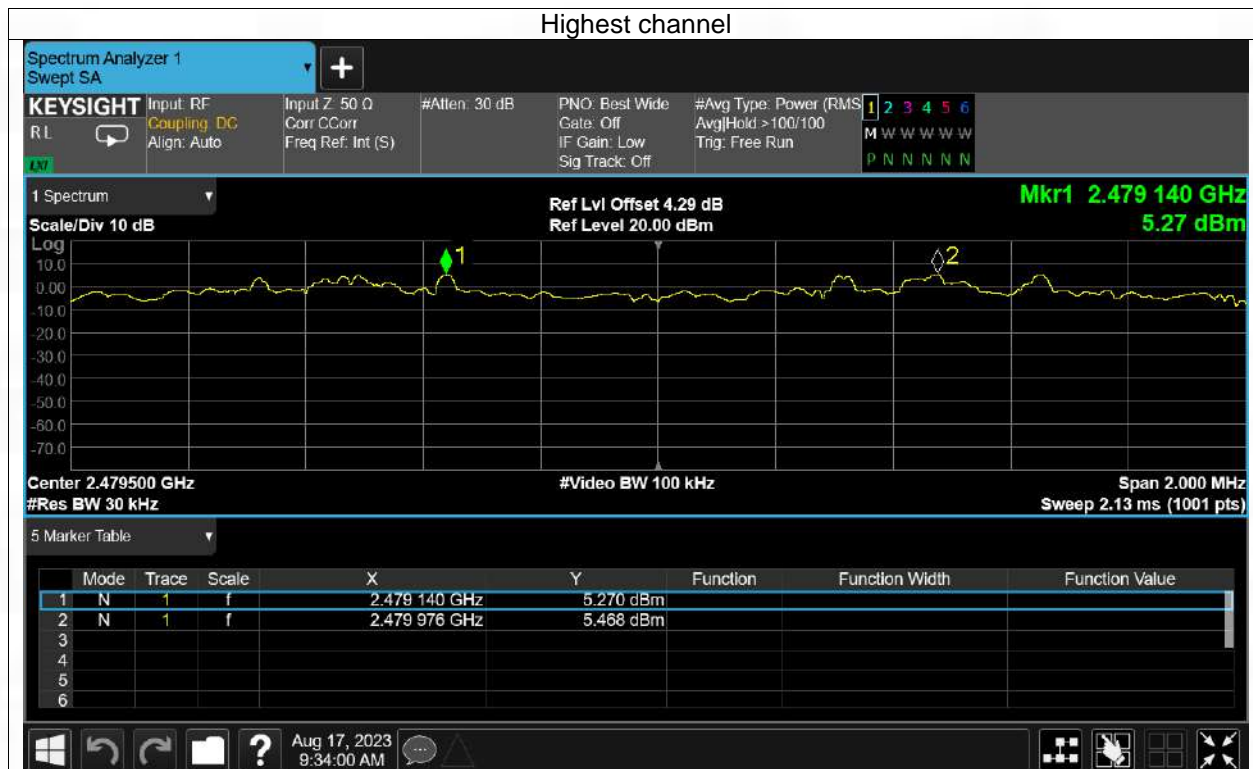 Highest channel
Spectrum Analyzer 1
Swept SA
+
KEYSIGHT Input: RF Input Z: 50 Ω #Atten: 30 dB PNO: Best Wide #Avg Type: Power (RMS 1 2 3 4 5 6
RL Coupling: DC Corr CCorr Gate: Off Avg|Hold:>100/100 M W W W W W
Align: Auto Freq Ref: Int (S) IF Gain: Low Trig: Free Run
LXI Sig Track: Off P N N N N N
1 Spectrum Ref Lvl Offset 4.29 dB Mkr1 2.479 140 GHz
Scale/Div 10 dB Ref Level 20.00 dBm 5.27 dBm
Log
1 2
10.0
0.00
-10.0
-20.0
-30.0
-40.0
-50.0
-60.0
-70.0
Center 2.479500 GHz #Video BW 100 kHz Span 2.000 MHz
#Res BW 30 kHz Sweep 2.13 ms (1001 pts)
5 Marker Table
Mode Trace Scale X Y Function Function Width Function Value
1 N 1 f 2.479 140 GHz 5.270 dBm
2 N 1 f 2.479 976 GHz 5.468 dBm
3
4
5
6
? Aug 17, 2023
9:34:00 AM